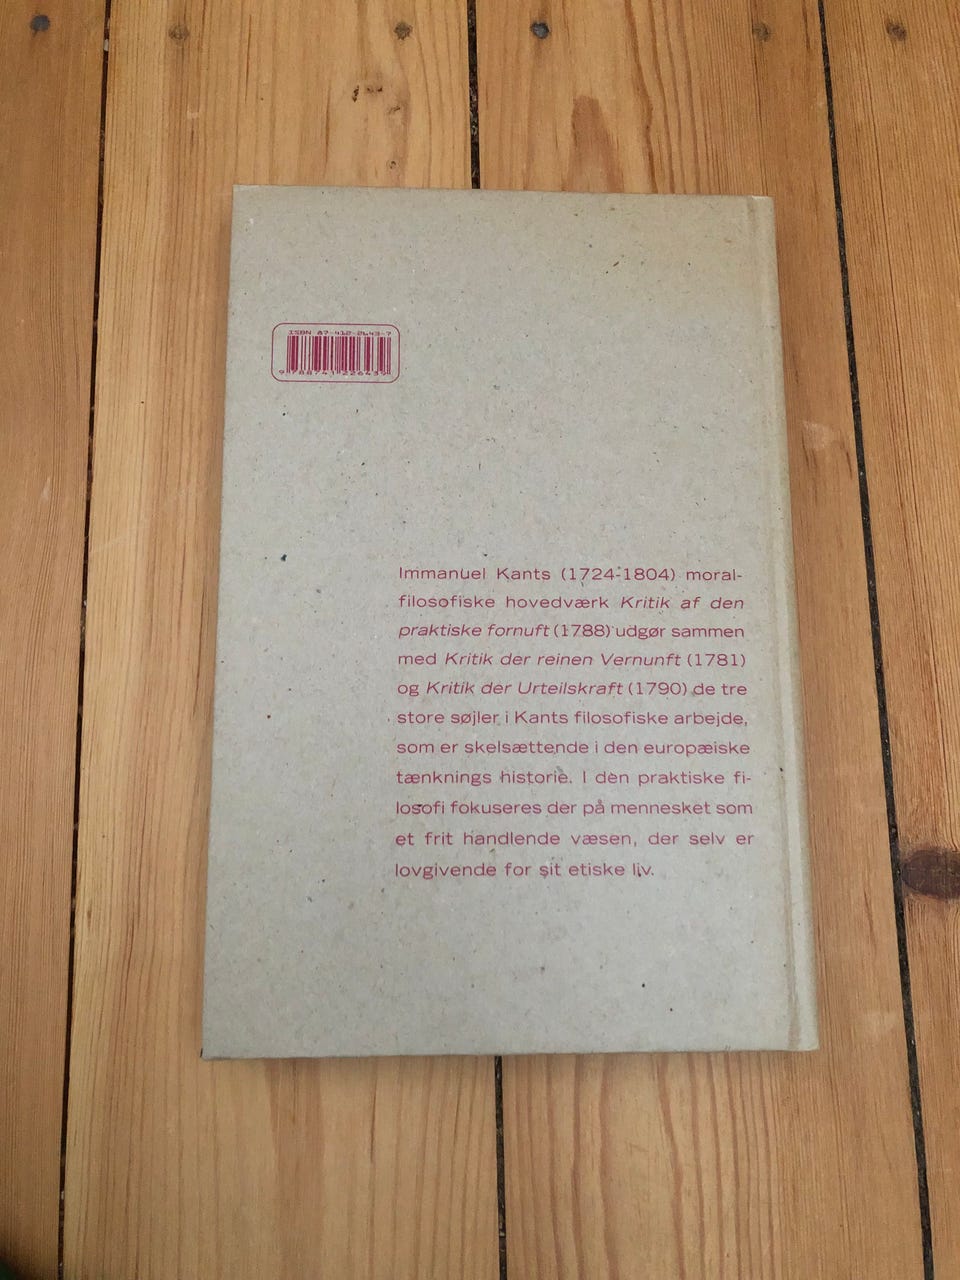 ISBN 87-412-2643-7
9 788741 226439
Immanuel Kants (1724-1804) moral-
filosofiske hovedværk Kritik af den
praktiske fornuft (1788) udgør sammen
med Kritik der reinen Vernunft (1781)
og Kritik der Urteilskraft (1790) de tre
store søjler i Kants filosofiske arbejde,
som er skelsættende i den europæiske
tænknings historie. I den praktiske fi-
losofi fokuseres der på mennesket som
et frit handlende væsen, der selv er
lovgivende for sit etiske liv.